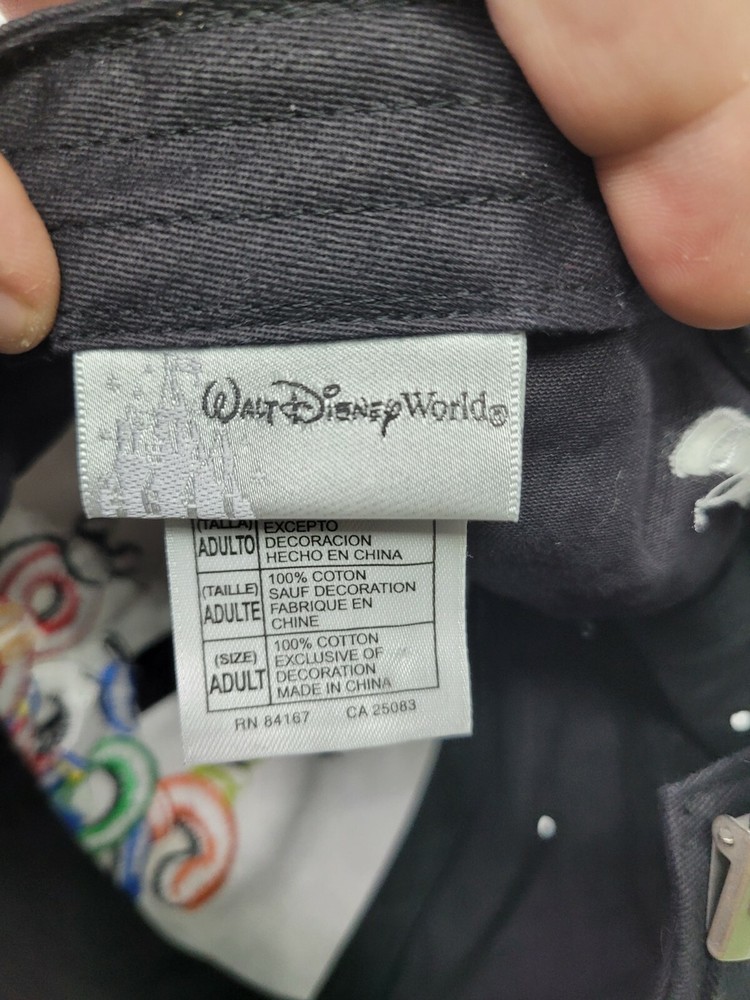 Walt Disney World®
(TALLA)
ADULTO
EXCEPTO
DECORACION
HECHO EN CHINA
(TAILLE)
ADULTE
100% COTON
SAUF DECORATION
FABRIQUE EN
CHINE
(SIZE)
ADULT
100% COTTON
EXCLUSIVE OF
DECORATION
MADE IN CHINA
RN 84167 CA 25083